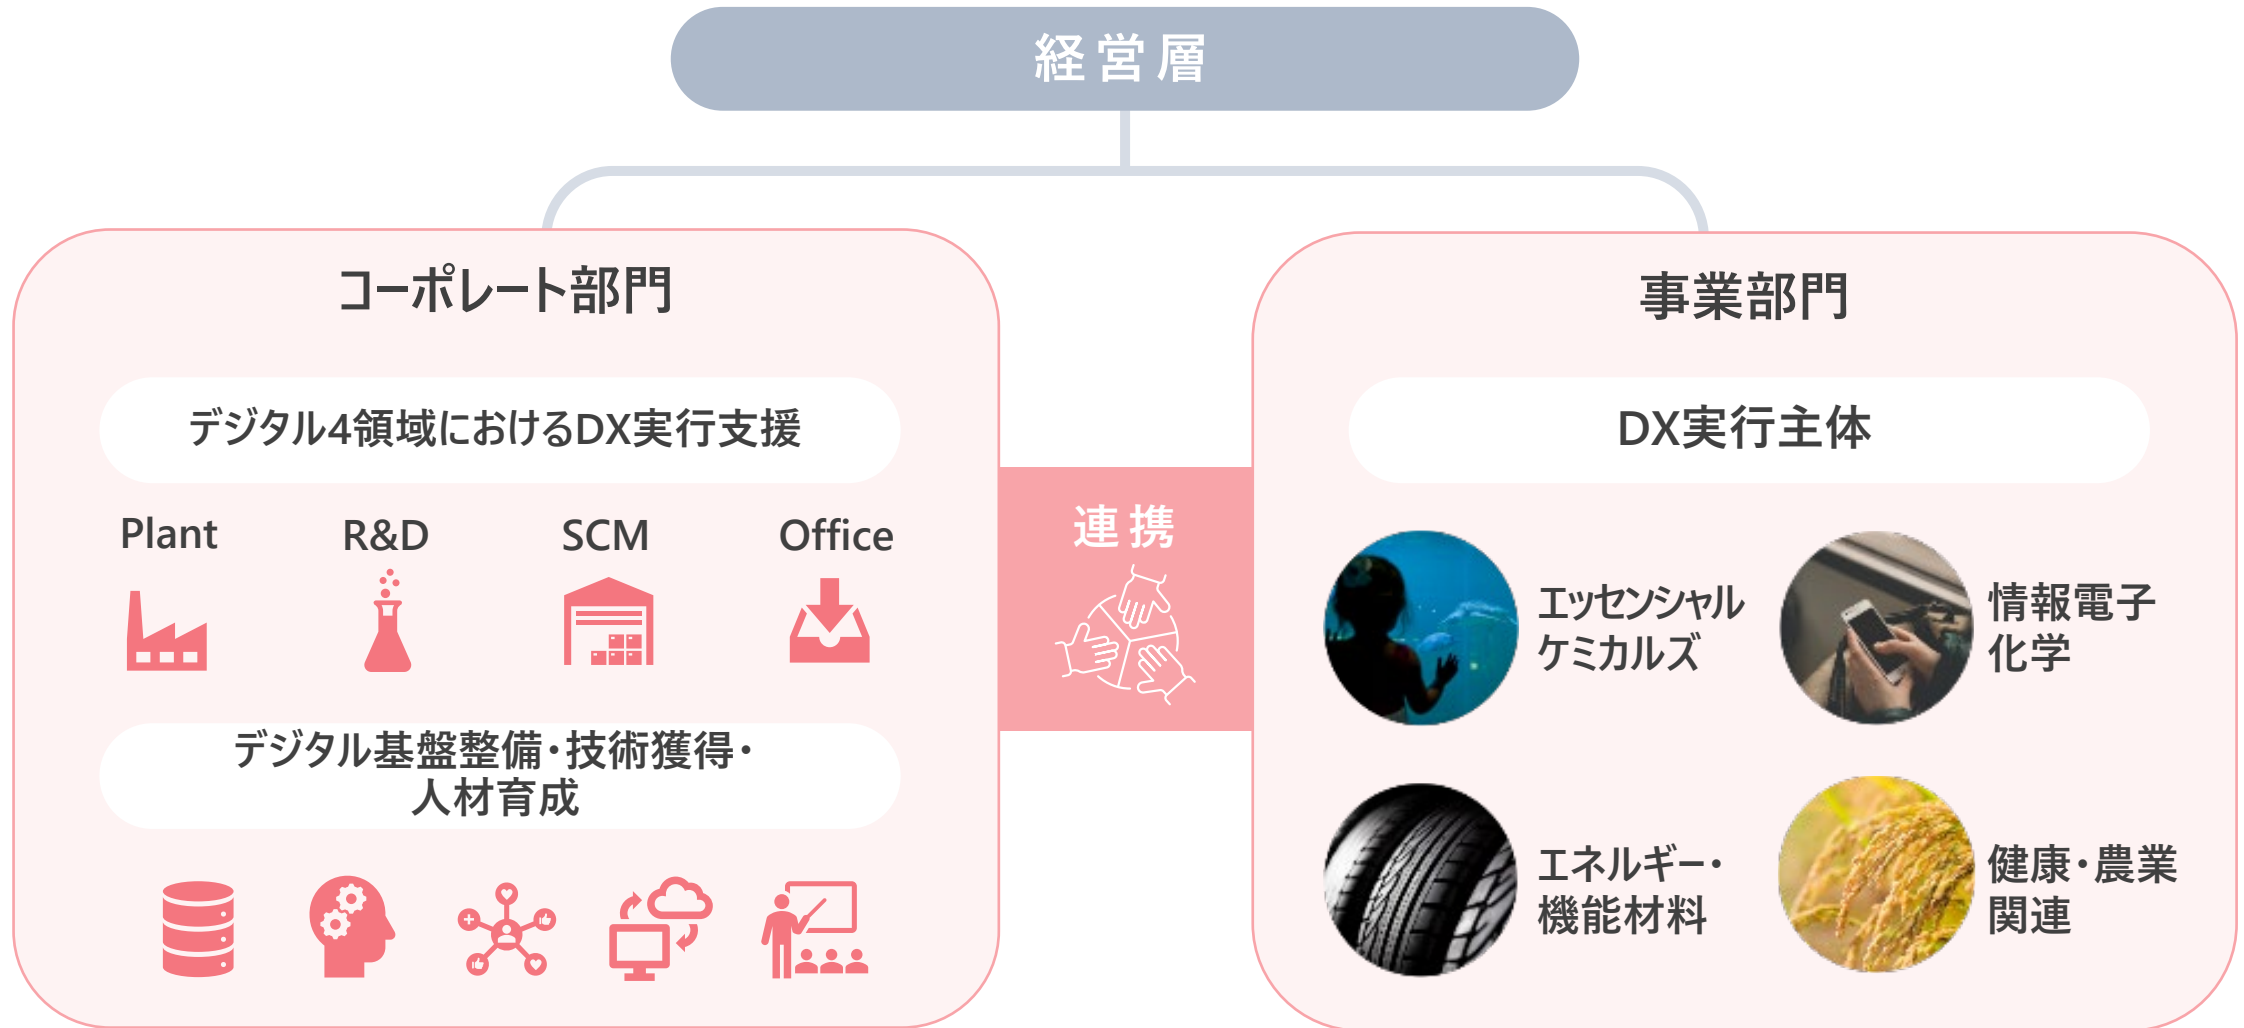 経営層
コーポレート部門
デジタル4領域におけるDX実行支援
Plant
R&D
SCM
Office
デジタル基盤整備・技術獲得・
人材育成
連携
事業部門
DX実行主体
エッセンシャル
ケミカルズ
情報電子
化学
エネルギー・
機能材料
健康・農業
関連